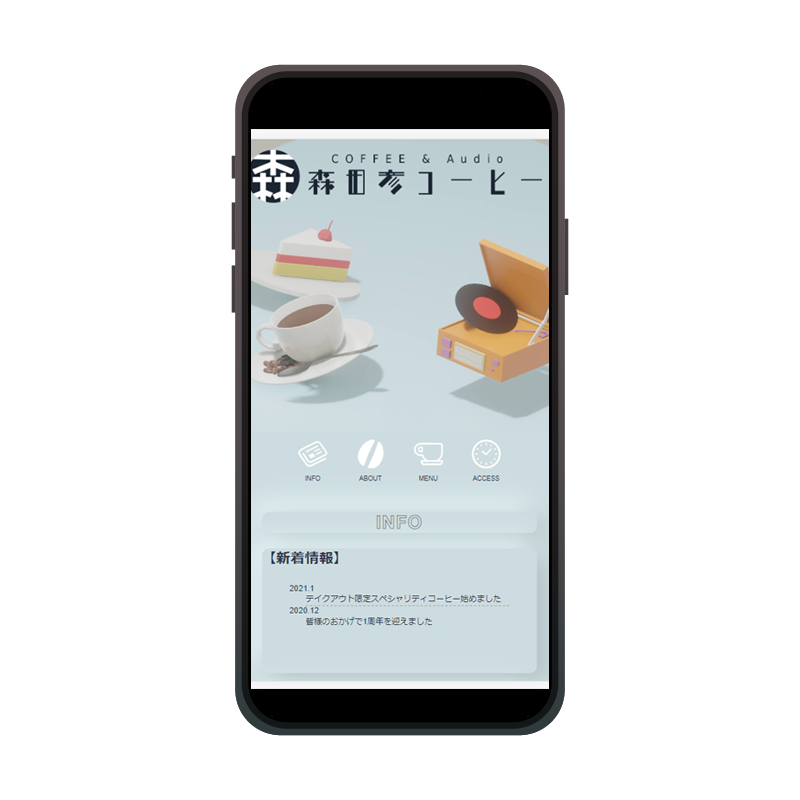 COFFEE & Audio
森日彦コーヒー
INFO
ABOUT
MENU
ACCESS
INFO
【新着情報】
2021.1
テイクアウト限定スペシャリティコーヒー始めました
2020.12
皆様のおかげで1周年を迎えました